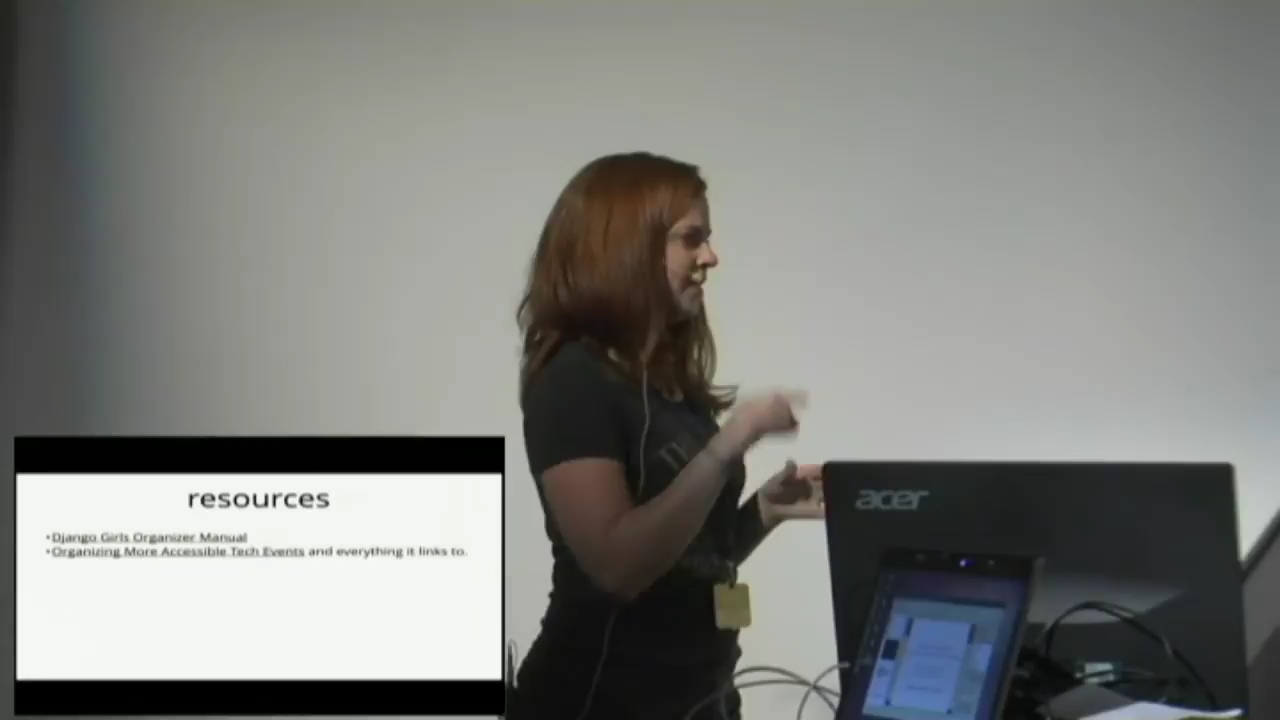 resources
•Django Girls Organizer Manual
•Organizing More Accessible Tech Events and everything it links to.
acer